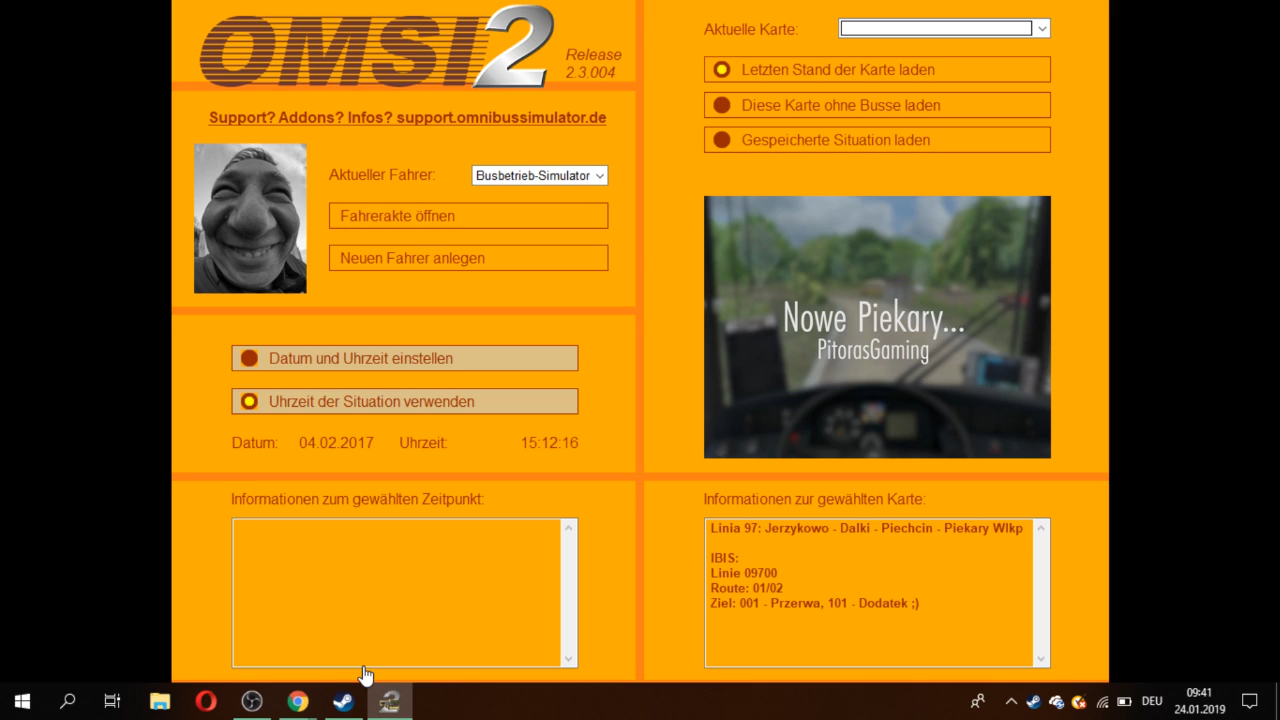 OMSI 2
Release
2.3.004
Support? Addons? Infos? support.omnibussimulator.de
Aktueller Fahrer:
Busbetrieb-Simulator
Fahrerakte öffnen
Neuen Fahrer anlegen
Datum und Uhrzeit einstellen
Uhrzeit der Situation verwenden
Datum: 04.02.2017 Uhrzeit: 15:12:16
Informationen zum gewählten Zeitpunkt:
Aktuelle Karte:
Letzten Stand der Karte laden
Diese Karte ohne Busse laden
Gespeicherte Situation laden
Nowe Piekary...
PitorasGaming
Informationen zur gewählten Karte:
Linia 97: Jerzykowo - Dalki - Piechcin - Piekary Wlkp
IBIS:
Linie 09700
Route: 01/02
Ziel: 001 - Przerwa, 101 - Dodatek ;)
DEU
09:41
24.01.2019